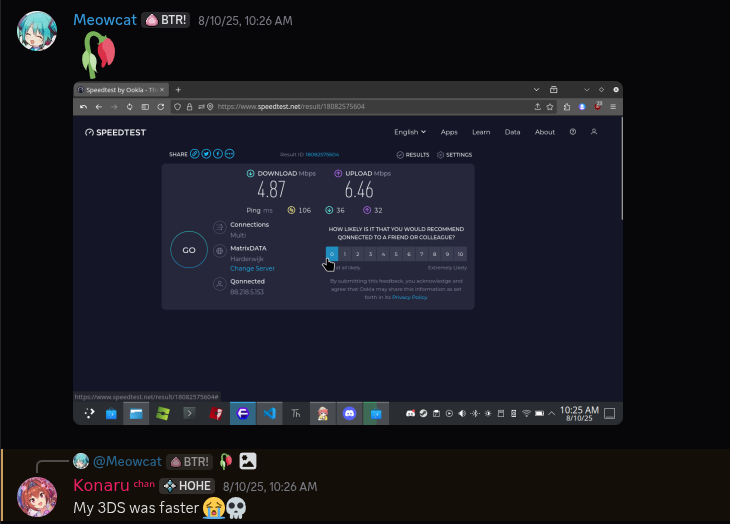 Meowcat BTR! 8/10/25, 10:26 AM
Speedtest by Ookla - The
https://www.speedtest.net/result/18082575604
SPEEDTEST
English Apps Learn Data About
SHARE Result ID 18082575604 RESULTS SETTINGS
DOWNLOAD Mbps UPLOAD Mbps
4.87 6.46
Ping ms 106 36 32
GO
Connections
Multi
MatrixDATA
Harderwijk
Change Server
Qonnected
88.218.5.153
HOW LIKELY IS IT THAT YOU WOULD RECOMMEND
QONNECTED TO A FRIEND OR COLLEAGUE?
0 1 2 3 4 5 6 7 8 9 10
at all likely Extremely Likely
By submitting this feedback, you acknowledge and
agree that Ookla may share this information as set
forth in its Privacy Policy.
https://www.speedtest.net/result/18082575604#
Th
10:25 AM
8/10/25
@Meowcat BTR!
Konaru chan HOHE 8/10/25, 10:26 AM
My 3DS was faster 😭💀